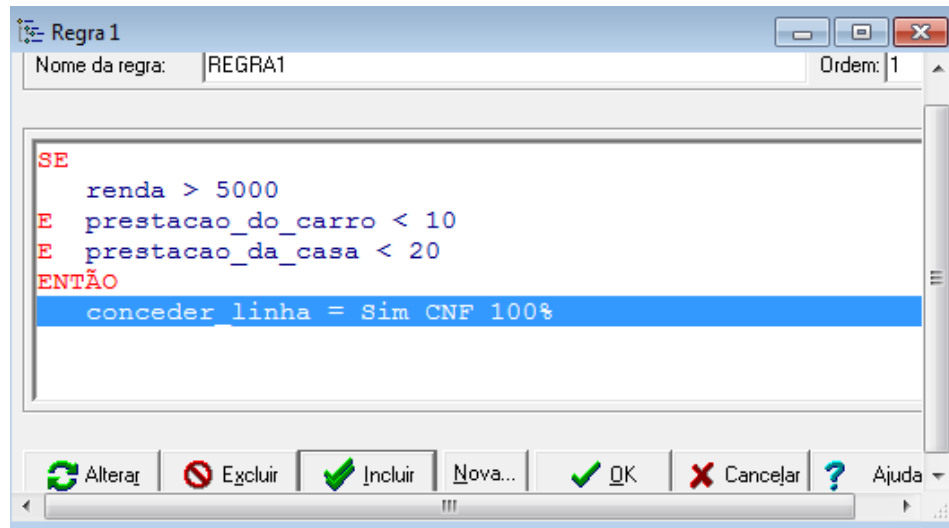 Regra 1
Nome da regra: REGRA1 Ordem: 1
SE
renda > 5000
E prestacao_do_carro < 10
E prestacao_da_casa < 20
ENTÃO
conceder_linha = Sim CNF 100%
Alterar Excluir Incluir Nova... OK Cancelar Ajuda